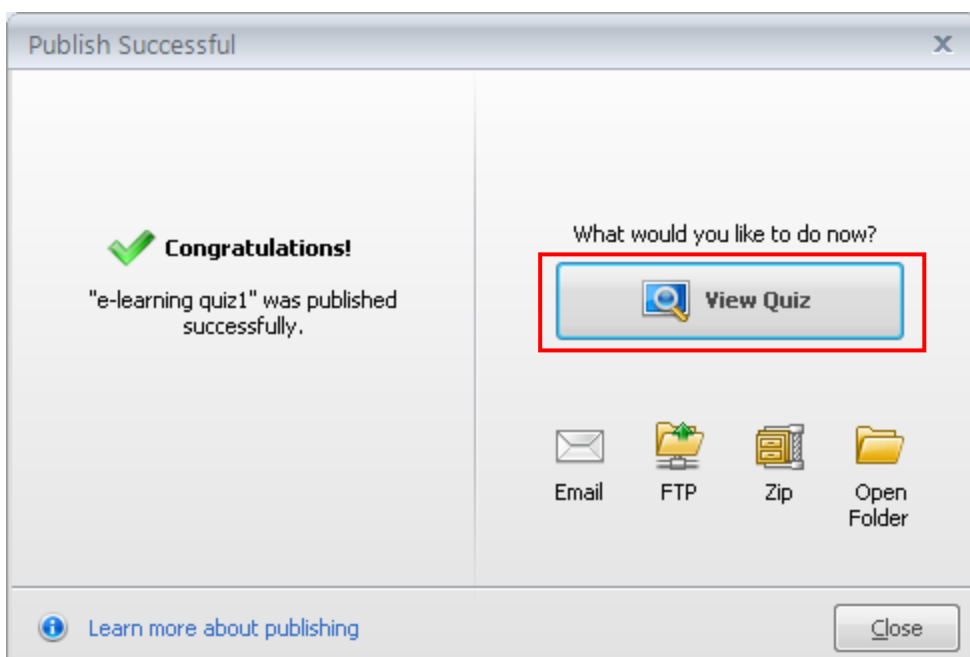 Publish Successful
Congratulations!
"e-learning quiz1" was published
successfully.
What would you like to do now?
View Quiz
Email
FTP
Zip
Open
Folder
Learn more about publishing
Close